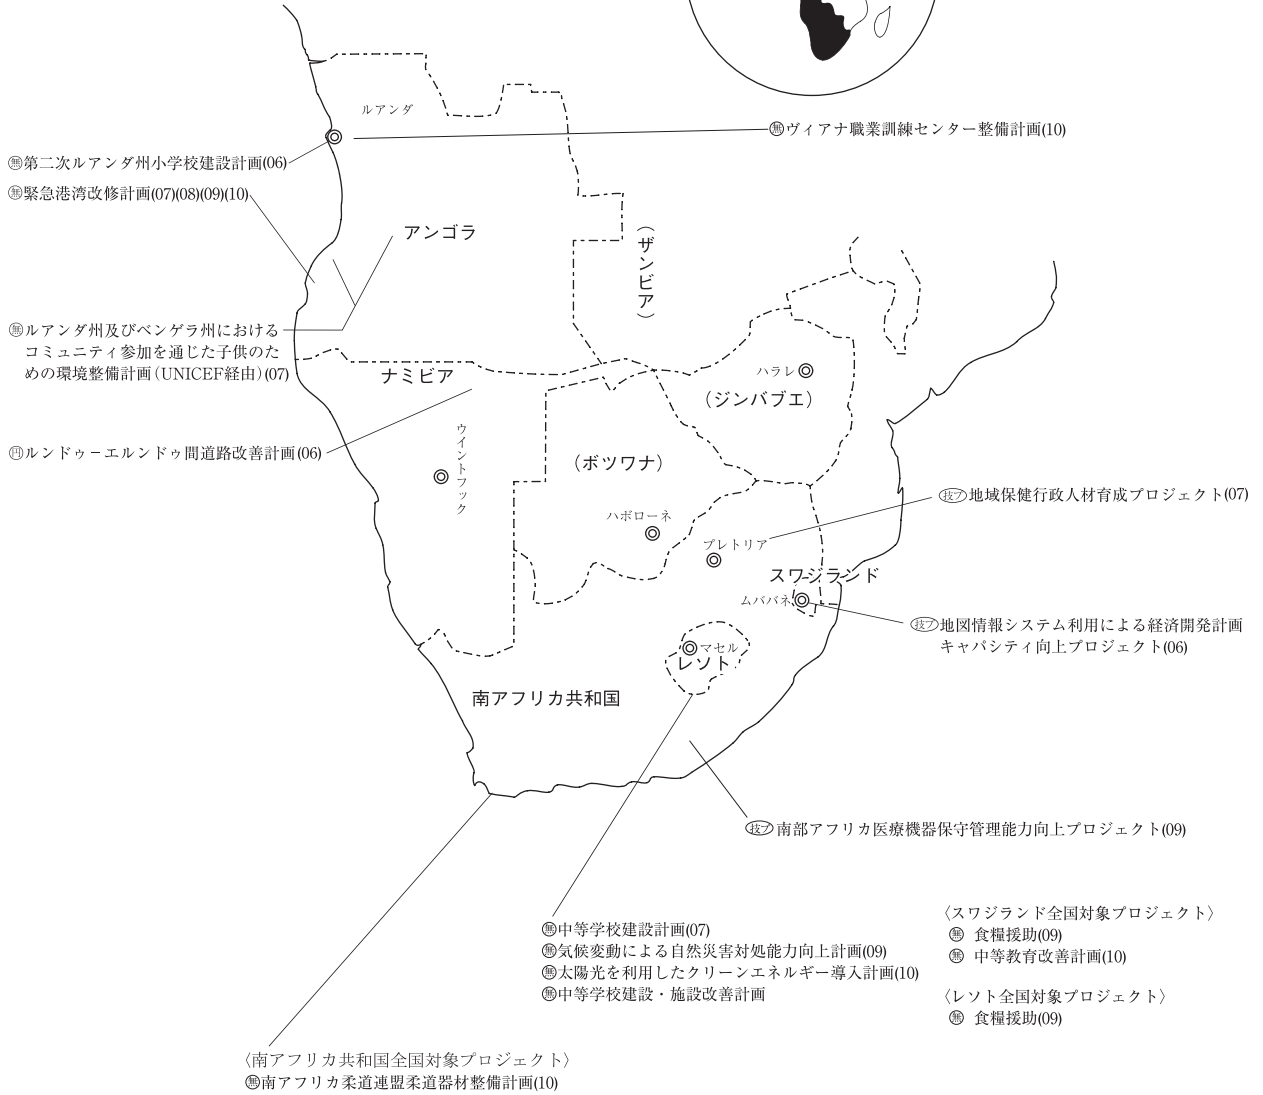 ルアンダ
㊇ヴィアナ職業訓練センター整備計画(10)
無第二次ルアンダ州小学校建設計画(06)
無緊急港湾改修計画(07)(08)(09)(10)
アンゴラ
（ザンビア）
無ルアンダ州及びベンゲラ州における
コミュニティ参加を通じた子供のた
めの環境整備計画（UNICEF経由）(07)
ナミビア
ハラレ
（ジンバブエ）
円ルンドゥ－エルンドゥ間道路改善計画(06)
ウイントフック
（ボツワナ）
技プ地域保健行政人材育成プロジェクト(07)
ハボローネ
プレトリア
スワジランド
ムババネ
技プ地図情報システム利用による経済開発計画
キャパシティ向上プロジェクト(06)
マセル
レソト
南アフリカ共和国
技プ南部アフリカ医療機器保守管理能力向上プロジェクト(09)
無中等学校建設計画(07)
無気候変動による自然災害対処能力向上計画(09)
無太陽光を利用したクリーンエネルギー導入計画(10)
無中等学校建設・施設改善計画
〈スワジランド全国対象プロジェクト〉
無 食糧援助(09)
無 中等教育改善計画(10)
〈レソト全国対象プロジェクト〉
無 食糧援助(09)
〈南アフリカ共和国全国対象プロジェクト〉
無南アフリカ柔道連盟柔道器材整備計画(10)